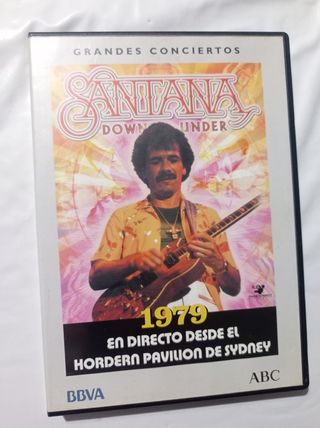 GRANDES CONCIERTOS
SANTANA
DOWN UNDER
1979
EN DIRECTO DESDE EL
HORDERN PAVILION DE SYDNEY
BBVA
ABC